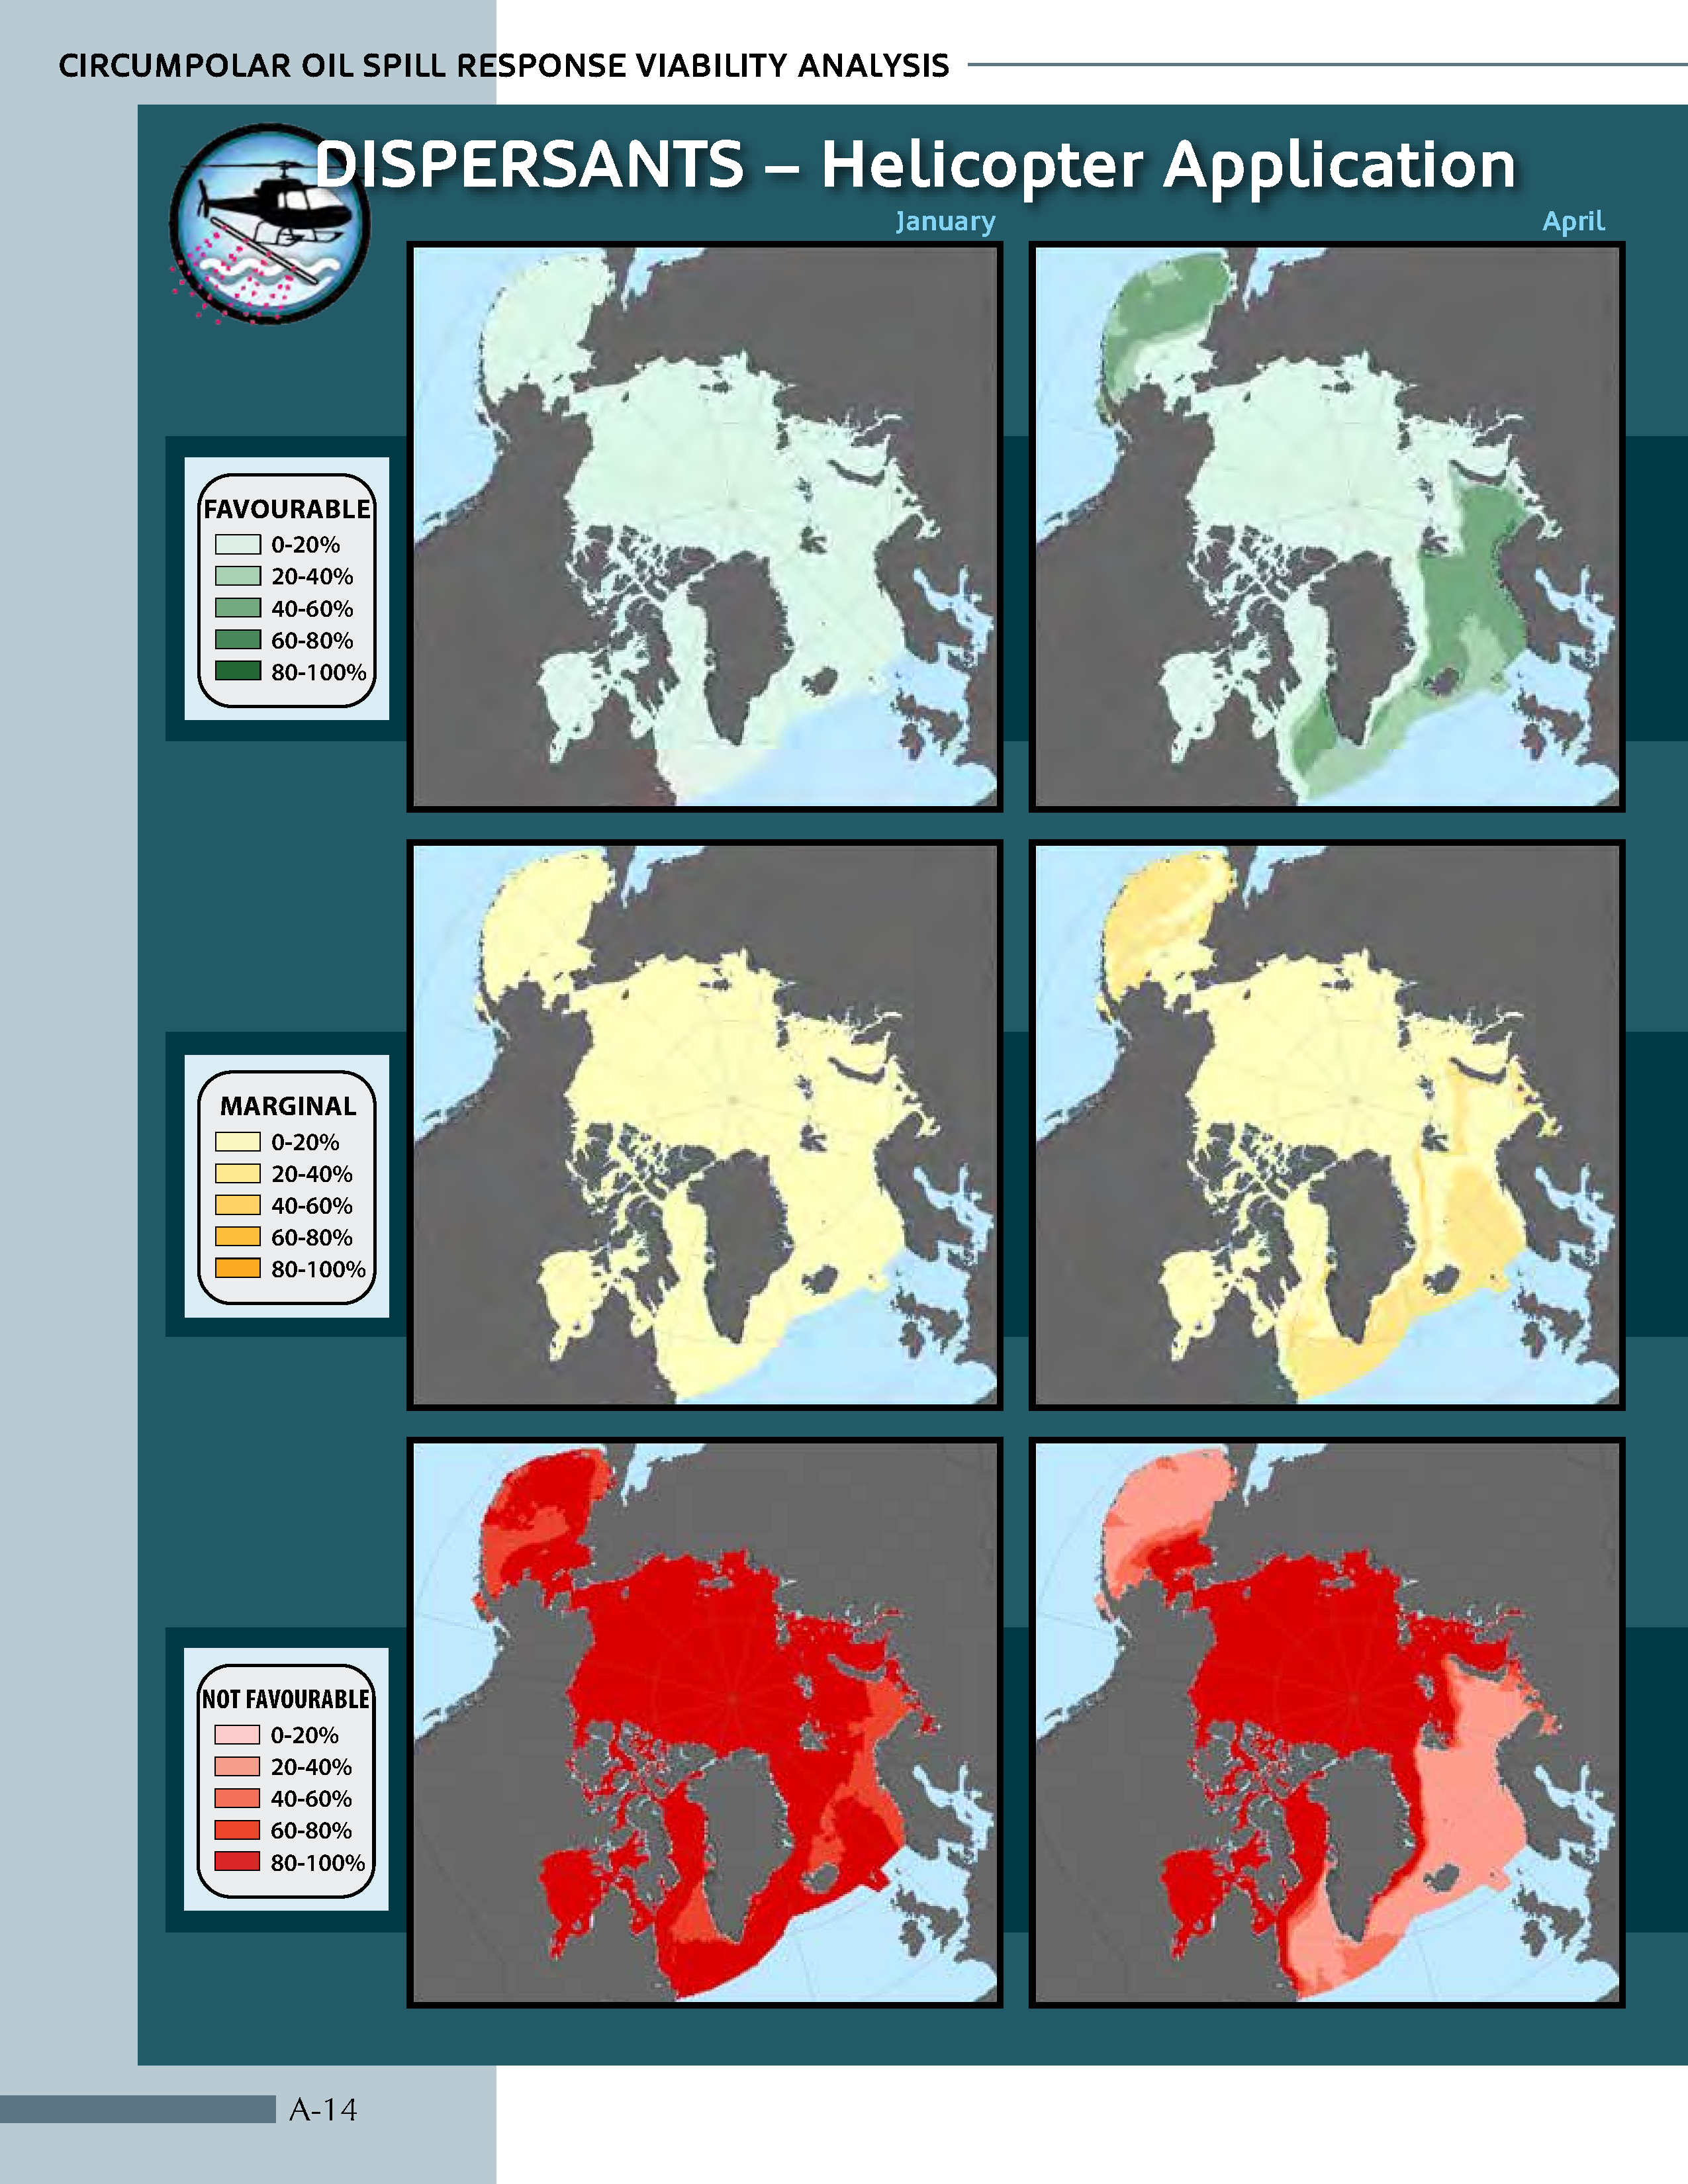 CIRCUMPOLAR OIL SPILL RESPONSE VIABILITY ANALYSIS
DISPERSANTS – Helicopter Application
January
April
FAVOURABLE
0-20%
20-40%
40-60%
60-80%
80-100%
MARGINAL
0-20%
20-40%
40-60%
60-80%
80-100%
NOT FAVOURABLE
0-20%
20-40%
40-60%
60-80%
80-100%
A-14